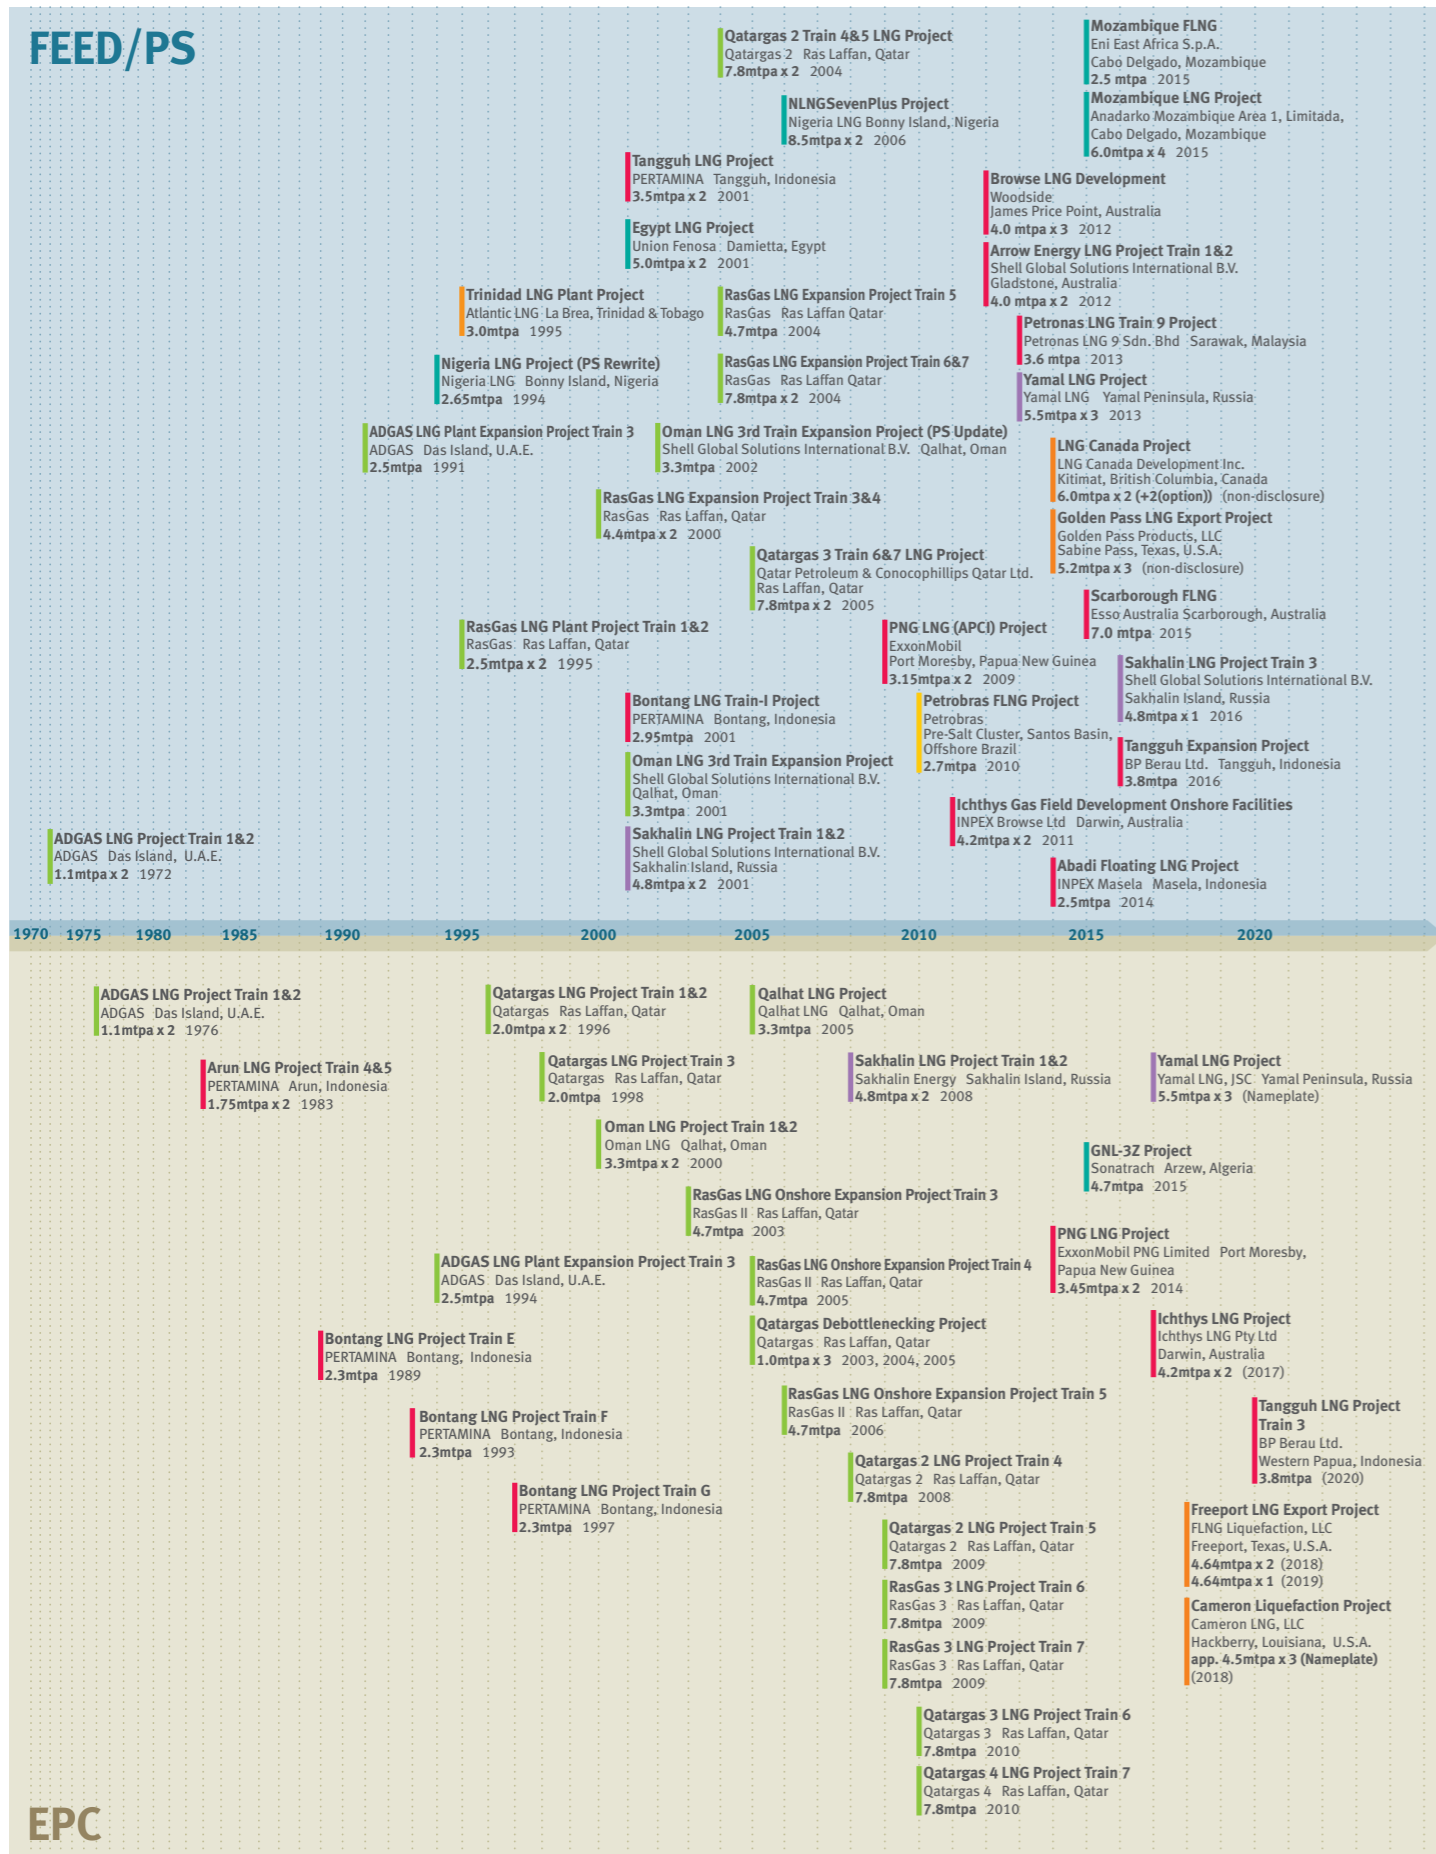 FEED/PS
Qatargas 2 Train 4&5 LNG Project
Qatargas 2 Ras Laffan, Qatar
7.8mtpa x 2 2004
Mozambique FLNG
Eni East Africa S.p.A.
Cabo Delgado, Mozambique
2.5 mtpa 2015
NLNGSevenPlus Project
Nigeria LNG Bonny Island, Nigeria
8.5mtpa x 2 2006
Mozambique LNG Project
Anadarko Mozambique Area 1, Limitada,
Cabo Delgado, Mozambique
6.0mtpa x 4 2015
Tangguh LNG Project
PERTAMINA Tangguh, Indonesia
3.5mtpa x 2 2001
Browse LNG Development
Woodside
James Price Point, Australia
4.0 mtpa x 3 2012
Egypt LNG Project
Union Fenosa Damietta, Egypt
5.0mtpa x 2 2001
Arrow Energy LNG Project Train 1&2
Shell Global Solutions International B.V.
Gladstone, Australia
4.0 mtpa x 2 2012
Trinidad LNG Plant Project
Atlantic LNG La Brea, Trinidad & Tobago
3.0mtpa 1995
RasGas LNG Expansion Project Train 5
RasGas Ras Laffan Qatar
4.7mtpa 2004
Petronas LNG Train 9 Project
Petronas LNG 9 Sdn. Bhd Sarawak, Malaysia
3.6 mtpa 2013
Nigeria LNG Project (PS Rewrite)
Nigeria LNG Bonny Island, Nigeria
2.65mtpa 1994
RasGas LNG Expansion Project Train 6&7
RasGas Ras Laffan Qatar
7.8mtpa x 2 2004
Yamal LNG Project
Yamal LNG Yamal Peninsula, Russia
5.5mtpa x 3 2013
ADGAS LNG Plant Expansion Project Train 3
ADGAS Das Island, U.A.E.
2.5mtpa 1991
Oman LNG 3rd Train Expansion Project (PS Update)
Shell Global Solutions International B.V. Qalhat, Oman
3.3mtpa 2002
LNG Canada Project
LNG Canada Development Inc.
Kitimat, British Columbia, Canada
6.0mtpa x 2 (+2(option)) (non-disclosure)
RasGas LNG Expansion Project Train 3&4
RasGas Ras Laffan, Qatar
4.4mtpa x 2 2000
Golden Pass LNG Export Project
Golden Pass Products, LLC
Sabine Pass, Texas, U.S.A.
5.2mtpa x 3 (non-disclosure)
Qatargas 3 Train 6&7 LNG Project
Qatar Petroleum & Conocophillips Qatar Ltd.
Ras Laffan, Qatar
7.8mtpa x 2 2005
Scarborough FLNG
Esso Australia Scarborough, Australia
7.0 mtpa 2015
RasGas LNG Plant Project Train 1&2
RasGas Ras Laffan, Qatar
2.5mtpa x 2 1995
PNG LNG (APCI) Project
ExxonMobil
Port Moresby, Papua New Guinea
3.15mtpa x 2 2009
Sakhalin LNG Project Train 3
Shell Global Solutions International B.V.
Sakhalin Island, Russia
4.8mtpa x 1 2016
Bontang LNG Train-I Project
PERTAMINA Bontang, Indonesia
2.95mtpa 2001
Petrobras FLNG Project
Petrobras
Pre-Salt Cluster, Santos Basin,
Offshore Brazil
2.7mtpa 2010
Tangguh Expansion Project
BP Berau Ltd. Tangguh, Indonesia
3.8mtpa 2016
Oman LNG 3rd Train Expansion Project
Shell Global Solutions International B.V.
Qalhat, Oman
3.3mtpa 2001
Ichthys Gas Field Development Onshore Facilities
INPEX Browse Ltd Darwin, Australia
4.2mtpa x 2 2011
ADGAS LNG Project Train 1&2
ADGAS Das Island, U.A.E.
1.1mtpa x 2 1972
Sakhalin LNG Project Train 1&2
Shell Global Solutions International B.V.
Sakhalin Island, Russia
4.8mtpa x 2 2001
Abadi Floating LNG Project
INPEX Masela Masela, Indonesia
2.5mtpa 2014
1970 1975 1980 1985 1990 1995 2000 2005 2010 2015 2020
ADGAS LNG Project Train 1&2
ADGAS Das Island, U.A.E.
1.1mtpa x 2 1976
Qatargas LNG Project Train 1&2
Qatargas Ras Laffan, Qatar
2.0mtpa x 2 1996
Qalhat LNG Project
Qalhat LNG Qalhat, Oman
3.3mtpa 2005
Arun LNG Project Train 4&5
PERTAMINA Arun, Indonesia
1.75mtpa x 2 1983
Qatargas LNG Project Train 3
Qatargas Ras Laffan, Qatar
2.0mtpa 1998
Sakhalin LNG Project Train 1&2
Sakhalin Energy Sakhalin Island, Russia
4.8mtpa x 2 2008
Yamal LNG Project
Yamal LNG, JSC Yamal Peninsula, Russia
5.5mtpa x 3 (Nameplate)
Oman LNG Project Train 1&2
Oman LNG Qalhat, Oman
3.3mtpa x 2 2000
GNL-3Z Project
Sonatrach Arzew, Algeria
4.7mtpa 2015
RasGas LNG Onshore Expansion Project Train 3
RasGas II Ras Laffan, Qatar
4.7mtpa 2003
PNG LNG Project
ExxonMobil PNG Limited Port Moresby,
Papua New Guinea
3.45mtpa x 2 2014
ADGAS LNG Plant Expansion Project Train 3
ADGAS Das Island, U.A.E.
2.5mtpa 1994
RasGas LNG Onshore Expansion Project Train 4
RasGas II Ras Laffan, Qatar
4.7mtpa 2005
Bontang LNG Project Train E
PERTAMINA Bontang, Indonesia
2.3mtpa 1989
Qatargas Debottlenecking Project
Qatargas Ras Laffan, Qatar
1.0mtpa x 3 2003, 2004, 2005
Ichthys LNG Project
Ichthys LNG Pty Ltd
Darwin, Australia
4.2mtpa x 2 (2017)
RasGas LNG Onshore Expansion Project Train 5
RasGas II Ras Laffan, Qatar
4.7mtpa 2006
Tangguh LNG Project
Train 3
BP Berau Ltd.
Western Papua, Indonesia
3.8mtpa (2020)
Bontang LNG Project Train F
PERTAMINA Bontang, Indonesia
2.3mtpa 1993
Qatargas 2 LNG Project Train 4
Qatargas 2 Ras Laffan, Qatar
7.8mtpa 2008
Bontang LNG Project Train G
PERTAMINA Bontang, Indonesia
2.3mtpa 1997
Freeport LNG Export Project
FLNG Liquefaction, LLC
Freeport, Texas, U.S.A.
4.64mtpa x 2 (2018)
4.64mtpa x 1 (2019)
Qatargas 2 LNG Project Train 5
Qatargas 2 Ras Laffan, Qatar
7.8mtpa 2009
RasGas 3 LNG Project Train 6
RasGas 3 Ras Laffan, Qatar
7.8mtpa 2009
Cameron Liquefaction Project
Cameron LNG, LLC
Hackberry, Louisiana, U.S.A.
app. 4.5mtpa x 3 (Nameplate)
(2018)
RasGas 3 LNG Project Train 7
RasGas 3 Ras Laffan, Qatar
7.8mtpa 2009
Qatargas 3 LNG Project Train 6
Qatargas 3 Ras Laffan, Qatar
7.8mtpa 2010
Qatargas 4 LNG Project Train 7
Qatargas 4 Ras Laffan, Qatar
7.8mtpa 2010
EPC